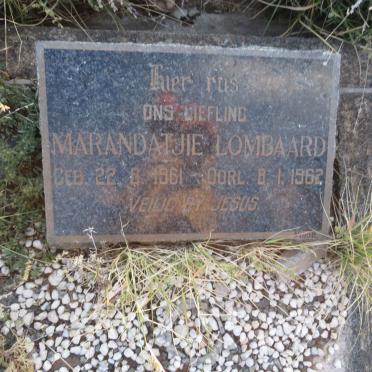 Hier rus
ONS LIEFLING
MARANDATJIE LOMBAARD
GEB. 22. 8. 1961 - OORL. 8. 1. 1962.
VEILIG BY JESUS